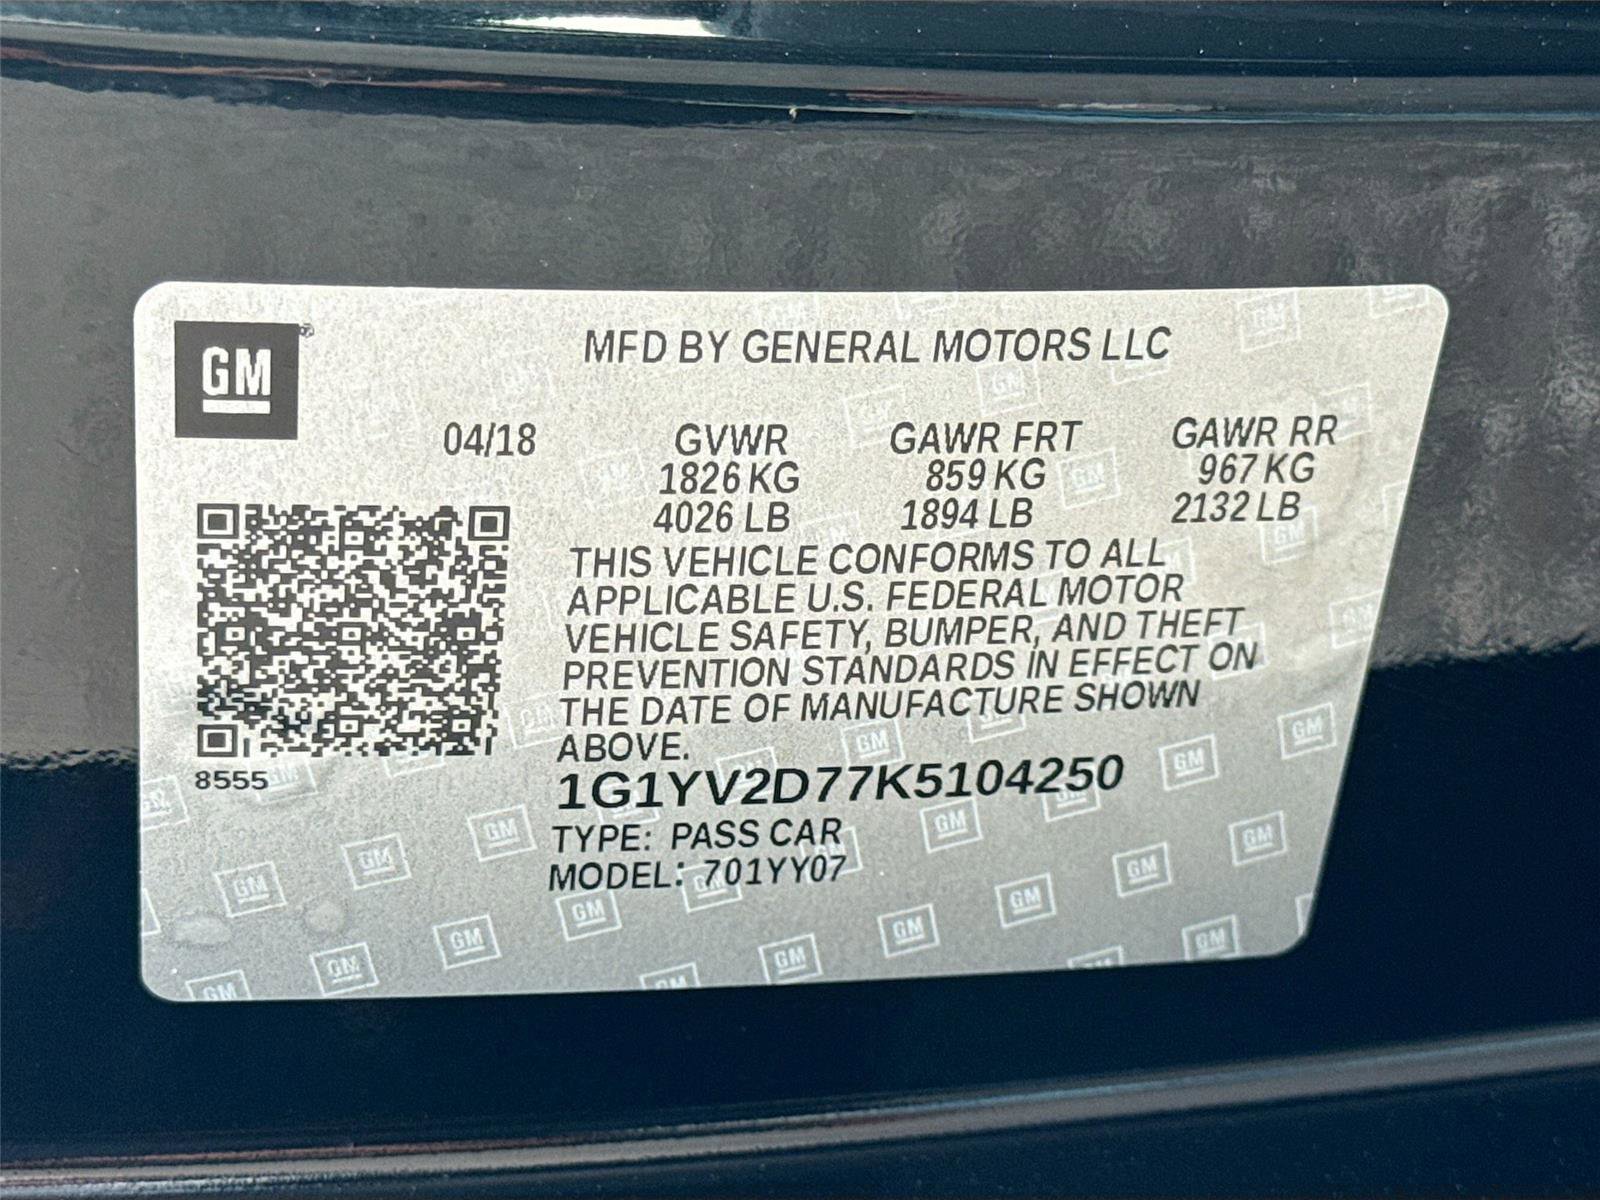 GM
MFD BY GENERAL MOTORS LLC
04/18 GVWR GAWR FRT GAWR RR
1826 KG 859 KG 967 KG
4026 LB 1894 LB 2132 LB
THIS VEHICLE CONFORMS TO ALL
APPLICABLE U.S. FEDERAL MOTOR
VEHICLE SAFETY, BUMPER, AND THEFT
PREVENTION STANDARDS IN EFFECT ON
THE DATE OF MANUFACTURE SHOWN
ABOVE.
8555
1G1YV2D77K5104250
TYPE: PASS CAR
MODEL: 701YY07